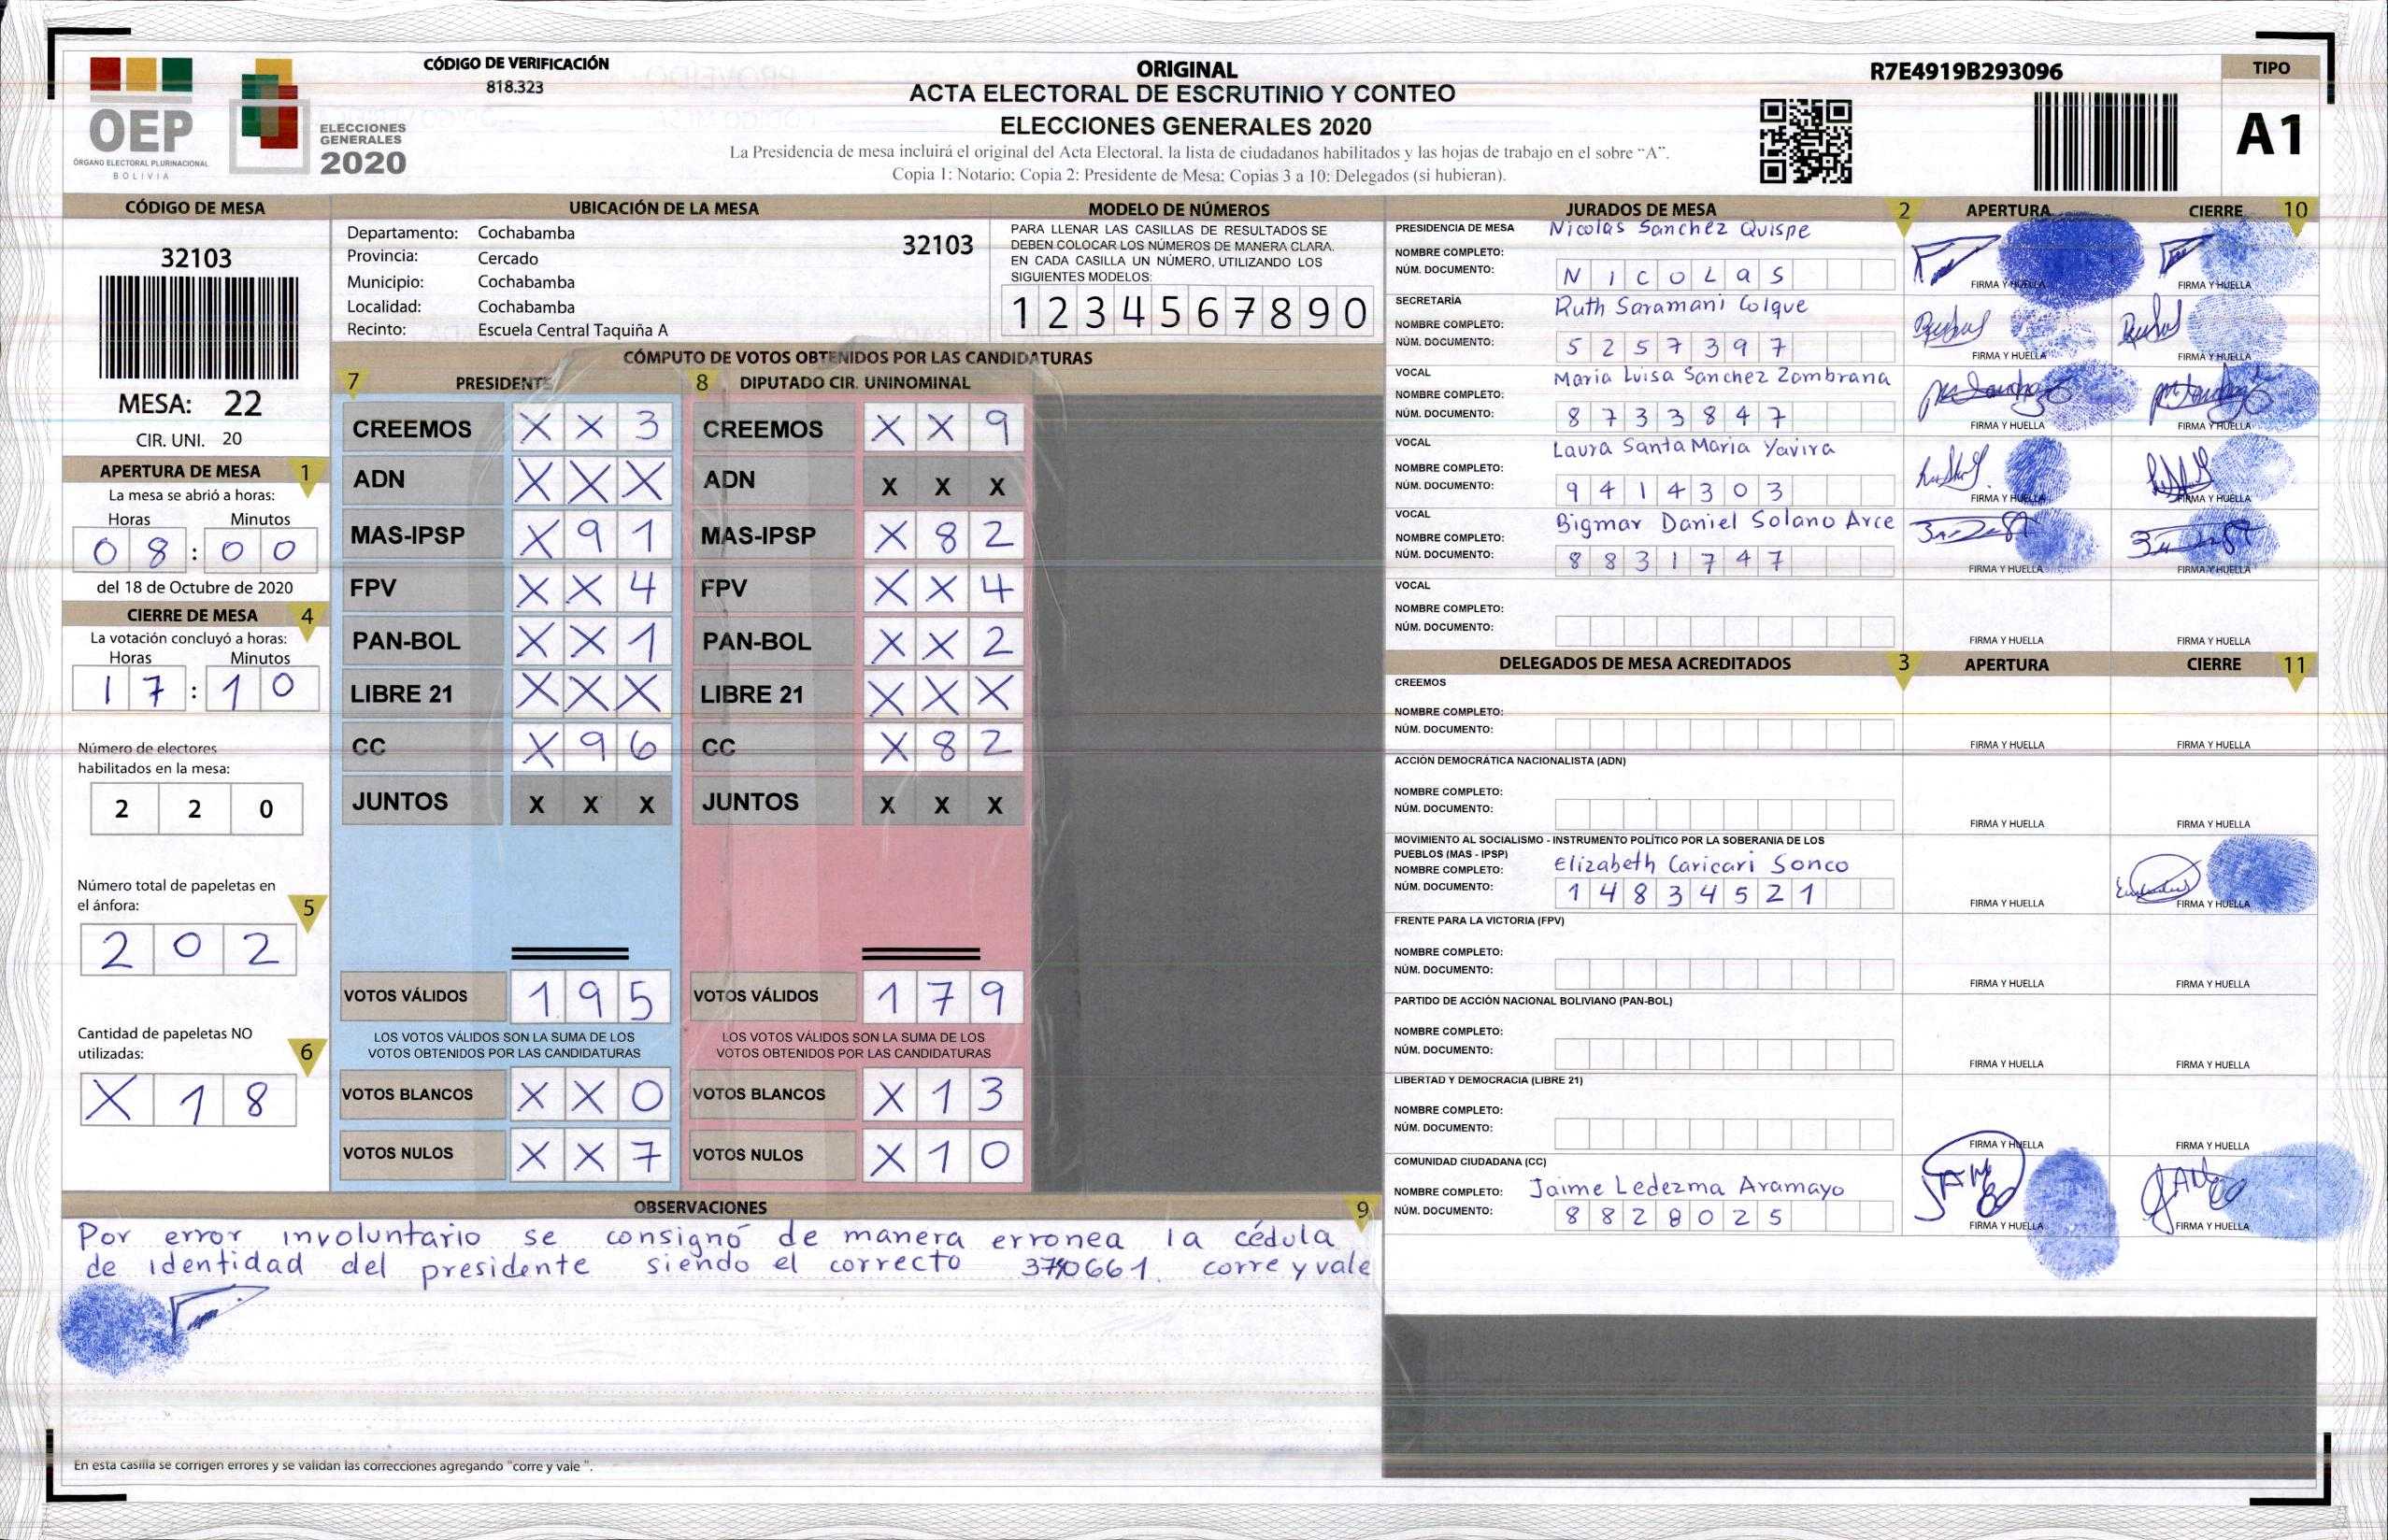 OEP
ÓRGANO ELECTORAL PLURINACIONAL
BOLIVIA
ELECCIONES
GENERALES
2020
CÓDIGO DE VERIFICACIÓN
818.323
ORIGINAL
ACTA ELECTORAL DE ESCRUTINIO Y CONTEO
ELECCIONES GENERALES 2020
La Presidencia de mesa incluirá el original del Acta Electoral, la lista de ciudadanos habilitados y las hojas de trabajo en el sobre “A”.
Copia 1: Notario; Copia 2: Presidente de Mesa; Copias 3 a 10: Delegados (si hubieran).
R7E4919B293096
TIPO
A1
CÓDIGO DE MESA
32103
MESA: 22
CIR. UNI. 20
APERTURA DE MESA 1
La mesa se abrió a horas:
Horas Minutos
08:00
del 18 de Octubre de 2020
CIERRE DE MESA 4
La votación concluyó a horas:
Horas Minutos
17:10
Número de electores
habilitados en la mesa:
2 2 0
Número total de papeletas en
el ánfora:
5
2 0 2
Cantidad de papeletas NO
utilizadas:
6
X 1 8
UBICACIÓN DE LA MESA
Departamento: Cochabamba
Provincia: Cercado
Municipio: Cochabamba
Localidad: Cochabamba
Recinto: Escuela Central Taquiña A
32103
MODELO DE NÚMEROS
PARA LLENAR LAS CASILLAS DE RESULTADOS SE
DEBEN COLOCAR LOS NÚMEROS DE MANERA CLARA.
EN CADA CASILLA UN NÚMERO, UTILIZANDO LOS
SIGUIENTES MODELOS:
1 2 3 4 5 6 7 8 9 0
CÓMPUTO DE VOTOS OBTENIDOS POR LAS CANDIDATURAS
7 PRESIDENTE
CREEMOS X X 3
ADN X X X
MAS-IPSP X 9 1
FPV X X 4
PAN-BOL X X 1
LIBRE 21 X X X
CC X 9 6
JUNTOS X X X
VOTOS VÁLIDOS 1 9 5
LOS VOTOS VÁLIDOS SON LA SUMA DE LOS
VOTOS OBTENIDOS POR LAS CANDIDATURAS
VOTOS BLANCOS X X 0
VOTOS NULOS X X 7
8 DIPUTADO CIR. UNINOMINAL
CREEMOS X X 9
ADN X X X
MAS-IPSP X 8 2
FPV X X 4
PAN-BOL X X 2
LIBRE 21 X X X
CC X 8 2
JUNTOS X X X
VOTOS VÁLIDOS 1 7 9
LOS VOTOS VÁLIDOS SON LA SUMA DE LOS
VOTOS OBTENIDOS POR LAS CANDIDATURAS
VOTOS BLANCOS X 1 3
VOTOS NULOS X 1 0
OBSERVACIONES 9
Por error involuntario se consignó de manera erronea la cédula
de identidad del presidente siendo el correcto corre y vale
En esta casilla se corrigen errores y se validan las correcciones agregando "corre y vale ".
JURADOS DE MESA 2 APERTURA CIERRE 10
PRESIDENCIA DE MESA Nicolas Sanchez Quispe
NOMBRE COMPLETO:
NÚM. DOCUMENTO: N I C O L A S
FIRMA Y HUELLA FIRMA Y HUELLA
SECRETARÍA Ruth Saramani Colque
NOMBRE COMPLETO:
NÚM. DOCUMENTO: 5 2 5 7 3 9 7
FIRMA Y HUELLA FIRMA Y HUELLA
VOCAL Maria Luisa Sanchez Zambrana
NOMBRE COMPLETO:
NÚM. DOCUMENTO: 8 7 3 3 8 4 7
FIRMA Y HUELLA FIRMA Y HUELLA
VOCAL Laura Santa Maria Yavira
NOMBRE COMPLETO:
NÚM. DOCUMENTO: 9 4 1 4 3 0 3
FIRMA Y HUELLA FIRMA Y HUELLA
VOCAL Bigmar Daniel Solano Arce
NOMBRE COMPLETO:
NÚM. DOCUMENTO: 8 8 3 1 7 4 7
FIRMA Y HUELLA FIRMA Y HUELLA
VOCAL
NOMBRE COMPLETO:
NÚM. DOCUMENTO:
FIRMA Y HUELLA FIRMA Y HUELLA
DELEGADOS DE MESA ACREDITADOS 3 APERTURA CIERRE 11
CREEMOS
NOMBRE COMPLETO:
NÚM. DOCUMENTO:
FIRMA Y HUELLA FIRMA Y HUELLA
ACCIÓN DEMOCRÁTICA NACIONALISTA (ADN)
NOMBRE COMPLETO:
NÚM. DOCUMENTO:
FIRMA Y HUELLA FIRMA Y HUELLA
MOVIMIENTO AL SOCIALISMO - INSTRUMENTO POLÍTICO POR LA SOBERANIA DE LOS
PUEBLOS (MAS - IPSP)
NOMBRE COMPLETO: Elizabeth Caricari Sonco
NÚM. DOCUMENTO: 1 4 8 3 4 5 2 1
FIRMA Y HUELLA FIRMA Y HUELLA
FRENTE PARA LA VICTORIA (FPV)
NOMBRE COMPLETO:
NÚM. DOCUMENTO:
FIRMA Y HUELLA FIRMA Y HUELLA
PARTIDO DE ACCIÓN NACIONAL BOLIVIANO (PAN-BOL)
NOMBRE COMPLETO:
NÚM. DOCUMENTO:
FIRMA Y HUELLA FIRMA Y HUELLA
LIBERTAD Y DEMOCRACIA (LIBRE 21)
NOMBRE COMPLETO:
NÚM. DOCUMENTO:
FIRMA Y HUELLA FIRMA Y HUELLA
COMUNIDAD CIUDADANA (CC)
NOMBRE COMPLETO: Jaime Ledezma Aramayo
NÚM. DOCUMENTO: 8 8 2 8 0 2 5
FIRMA Y HUELLA FIRMA Y HUELLA